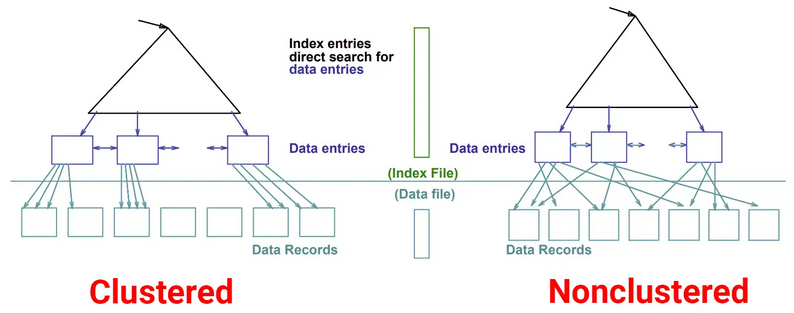 Index entries
direct search for
data entries
Data entries
Data entries
(Index File)
(Data file)
Data Records
Data Records
Clustered
Nonclustered